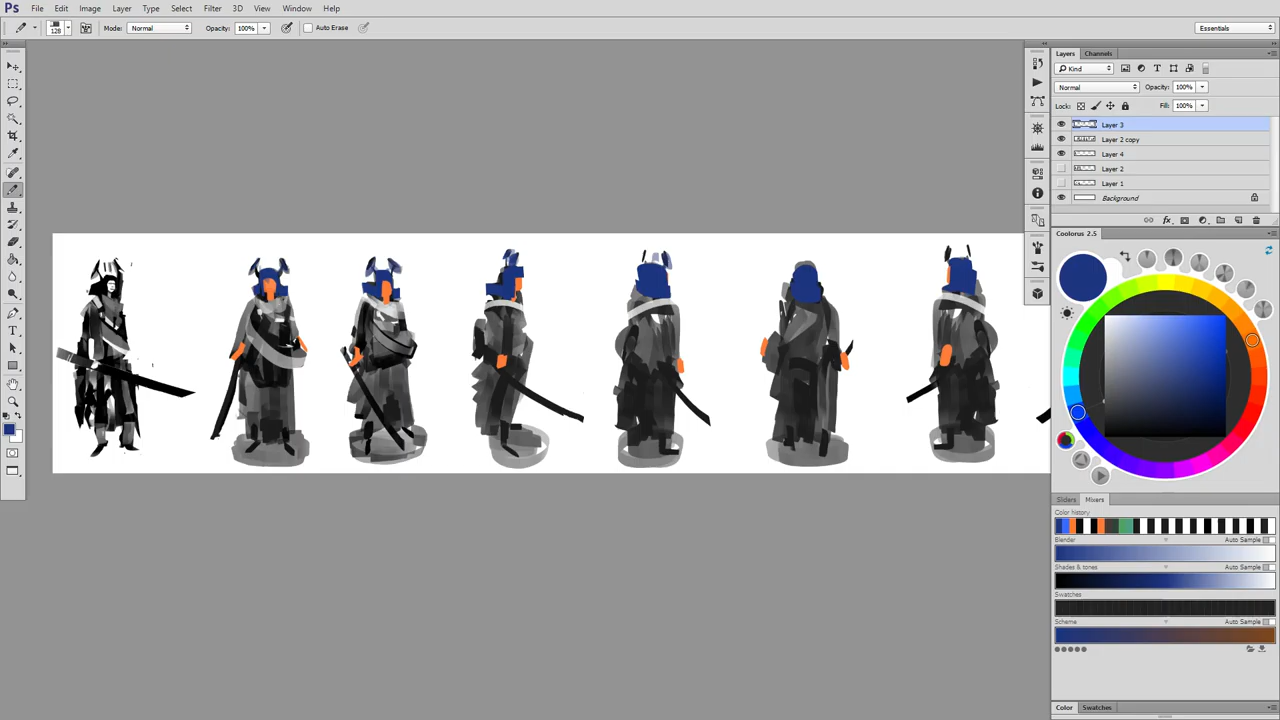 Ps File Edit Image Layer Type Select Filter 3D View Window Help
128 Mode: Normal Opacity: 100% Auto Erase Essentials
Layers Channels
Kind
Normal Opacity: 100%
Lock: Fill: 100%
Layer 3
Layer 2 copy
Layer 4
Layer 2
Layer 1
Background
fx
Coolorus 2.5
Sliders Mixers
Color history:
Blender Auto Sample
Shades & tones Auto Sample
Swatches
Scheme Auto Sample
Color Swatches